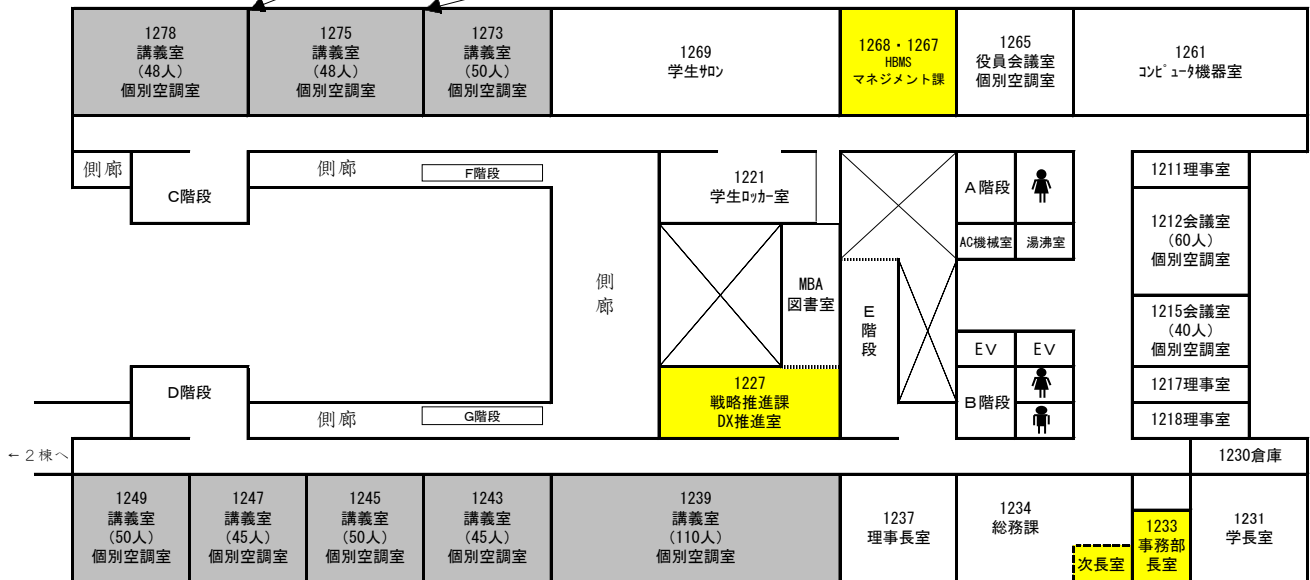 1278
講義室
(48人)
個別空調室
1275
講義室
(48人)
個別空調室
1273
講義室
(50人)
個別空調室
1269
学生ｻﾛﾝ
1268・1267
HBMS
マネジメント課
1265
役員会議室
個別空調室
1261
ｺﾝﾋﾟｭｰﾀ機器室
側廊
C階段
側廊
F階段
1221
学生ﾛｯｶｰ室
A階段
AC機械室
湯沸室
1211理事室
1212会議室
(60人)
個別空調室
側廊
MBA
図書室
E階段
1215会議室
(40人)
個別空調室
EV
EV
D階段
側廊
G階段
1227
戦略推進課
DX推進室
B階段
1217理事室
1218理事室
←２棟へ
1230倉庫
1249
講義室
(50人)
個別空調室
1247
講義室
(45人)
個別空調室
1245
講義室
(50人)
個別空調室
1243
講義室
(45人)
個別空調室
1239
講義室
(110人)
個別空調室
1237
理事長室
1234
総務課
次長室
1233
事務部
長室
1231
学長室